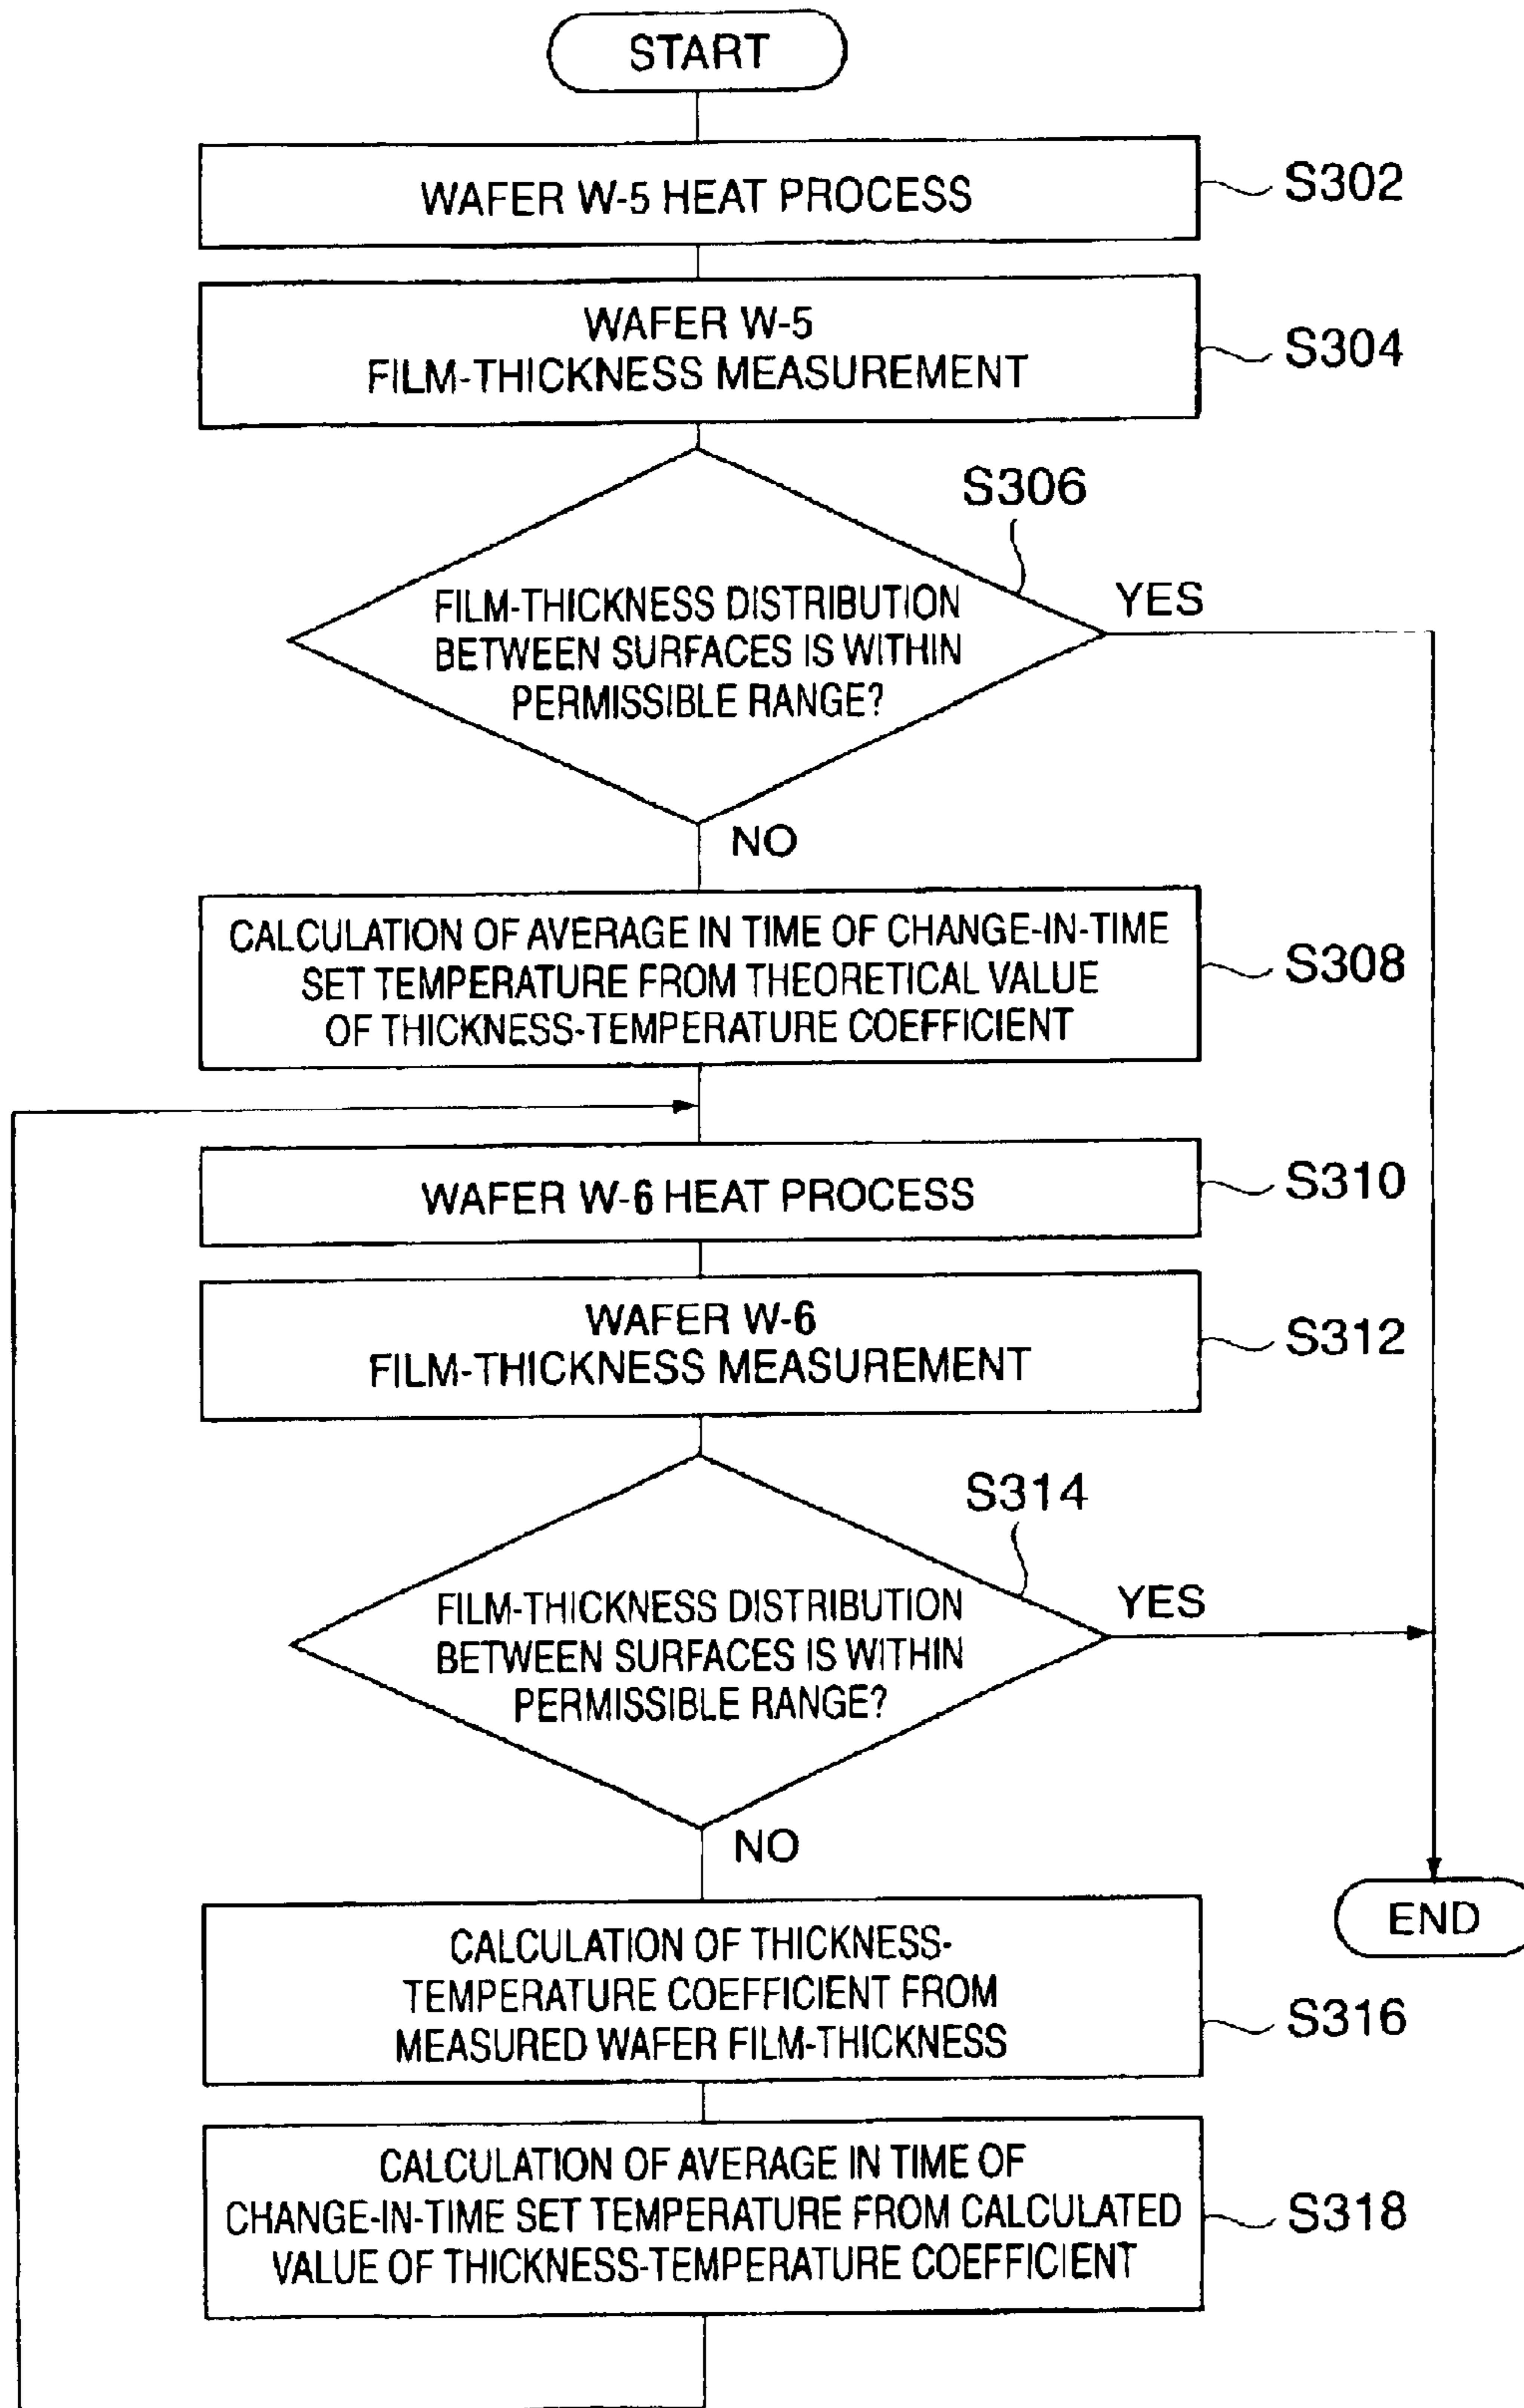 START
WAFER W-5 HEAT PROCESS
S302
WAFER W-5
FILM-THICKNESS MEASUREMENT
S304
S306
FILM-THICKNESS DISTRIBUTION
BETWEEN SURFACES IS WITHIN
PERMISSIBLE RANGE?
YES
NO
CALCULATION OF AVERAGE IN TIME OF CHANGE-IN-TIME
SET TEMPERATURE FROM THEORETICAL VALUE
OF THICKNESS-TEMPERATURE COEFFICIENT
S308
WAFER W-6 HEAT PROCESS
S310
WAFER W-6
FILM-THICKNESS MEASUREMENT
S312
S314
FILM-THICKNESS DISTRIBUTION
BETWEEN SURFACES IS WITHIN
PERMISSIBLE RANGE?
YES
NO
END
CALCULATION OF THICKNESS-
TEMPERATURE COEFFICIENT FROM
MEASURED WAFER FILM-THICKNESS
S316
CALCULATION OF AVERAGE IN TIME OF
CHANGE-IN-TIME SET TEMPERATURE FROM CALCULATED
VALUE OF THICKNESS-TEMPERATURE COEFFICIENT
S318